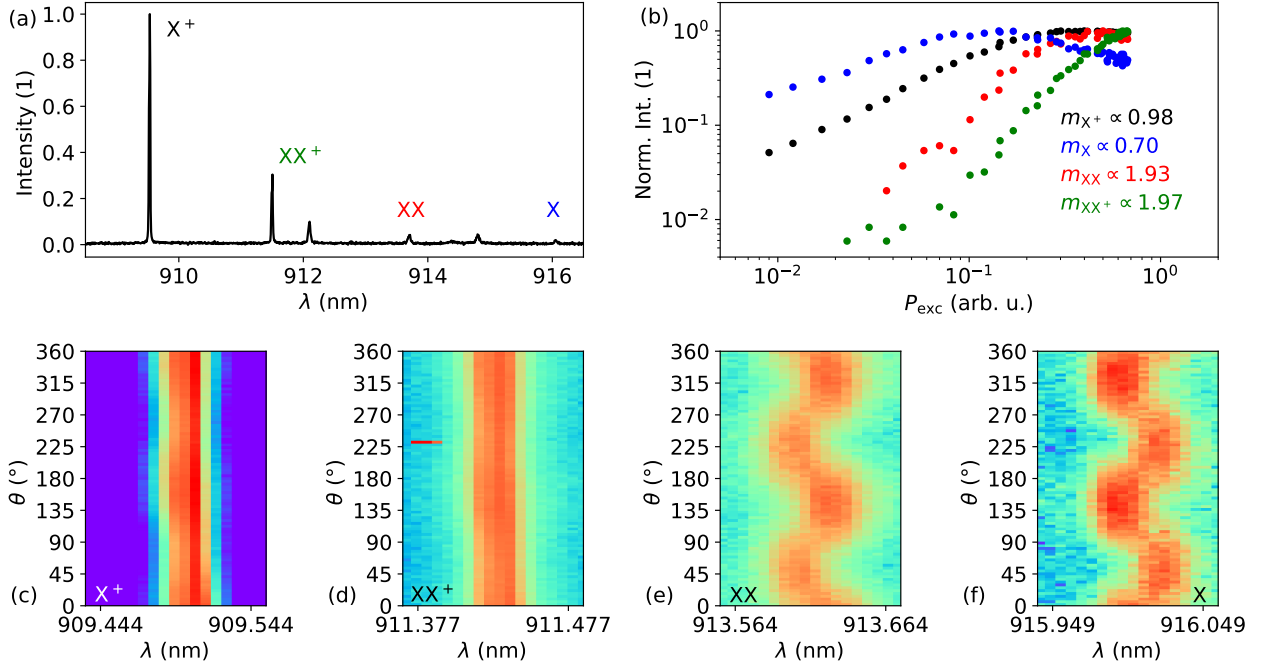 (a)
X⁺
XX⁺
XX
X
Intensity (1)
1.0
0.8
0.6
0.4
0.2
0.0
910
912
914
916
λ (nm)
(b)
Norm. Int. (1)
10⁰
10⁻¹
10⁻²
m_X⁺ ∝ 0.98
m_X ∝ 0.70
m_XX ∝ 1.93
m_XX⁺ ∝ 1.97
10⁻²
10⁻¹
10⁰
P_exc (arb. u.)
(c)
θ (°)
360
315
270
225
180
135
90
45
0
X⁺
909.444
909.544
λ (nm)
(d)
θ (°)
360
315
270
225
180
135
90
45
0
XX⁺
911.377
911.477
λ (nm)
(e)
θ (°)
360
315
270
225
180
135
90
45
0
XX
913.564
913.664
λ (nm)
(f)
θ (°)
360
315
270
225
180
135
90
45
0
X
915.949
916.049
λ (nm)